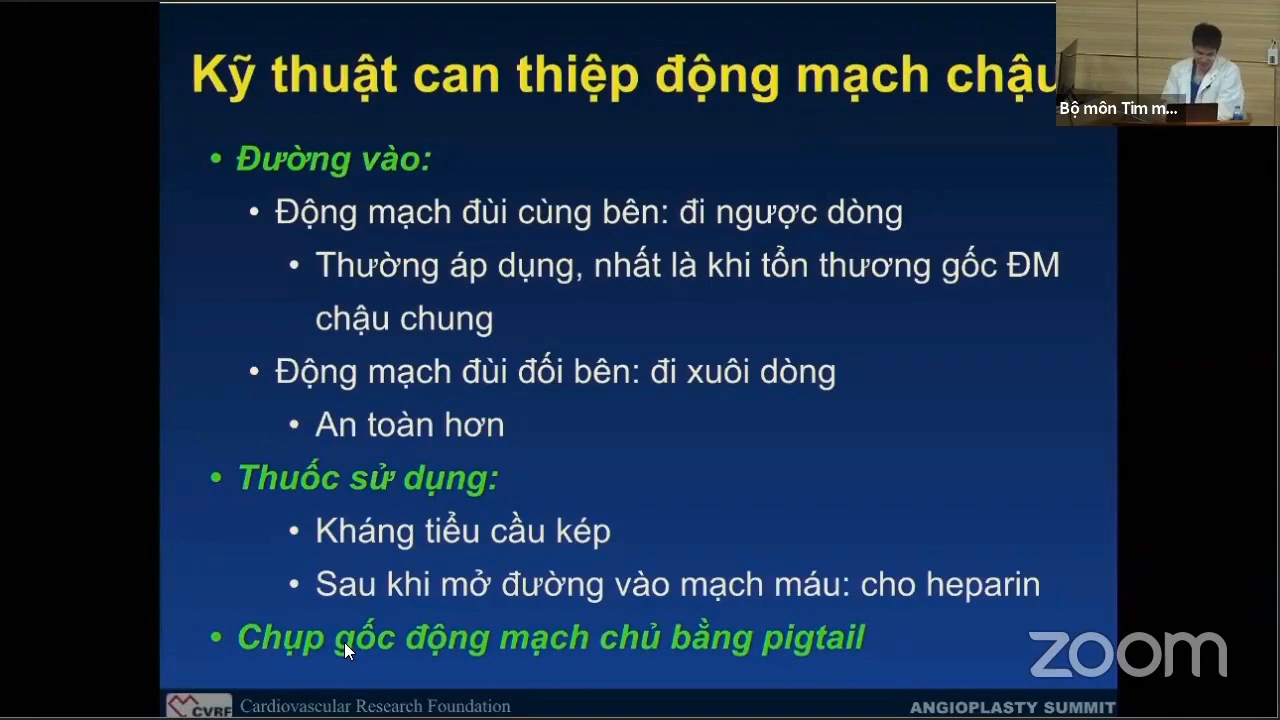 Kỹ thuật can thiệp động mạch chậu
Bộ môn Tim m...
• Đường vào:
• Động mạch đùi cùng bên: đi ngược dòng
• Thường áp dụng, nhất là khi tổn thương gốc ĐM
chậu chung
• Động mạch đùi đối bên: đi xuôi dòng
• An toàn hơn
• Thuốc sử dụng:
• Kháng tiểu cầu kép
• Sau khi mở đường vào mạch máu: cho heparin
• Chụp gốc động mạch chủ bằng pigtail
zoom
CVRF Cardiovascular Research Foundation
ANGIOPLASTY SUMMIT